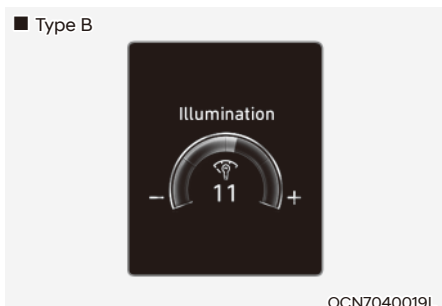 ■ Type B
Illumination
− 11 +
OCN7040019L